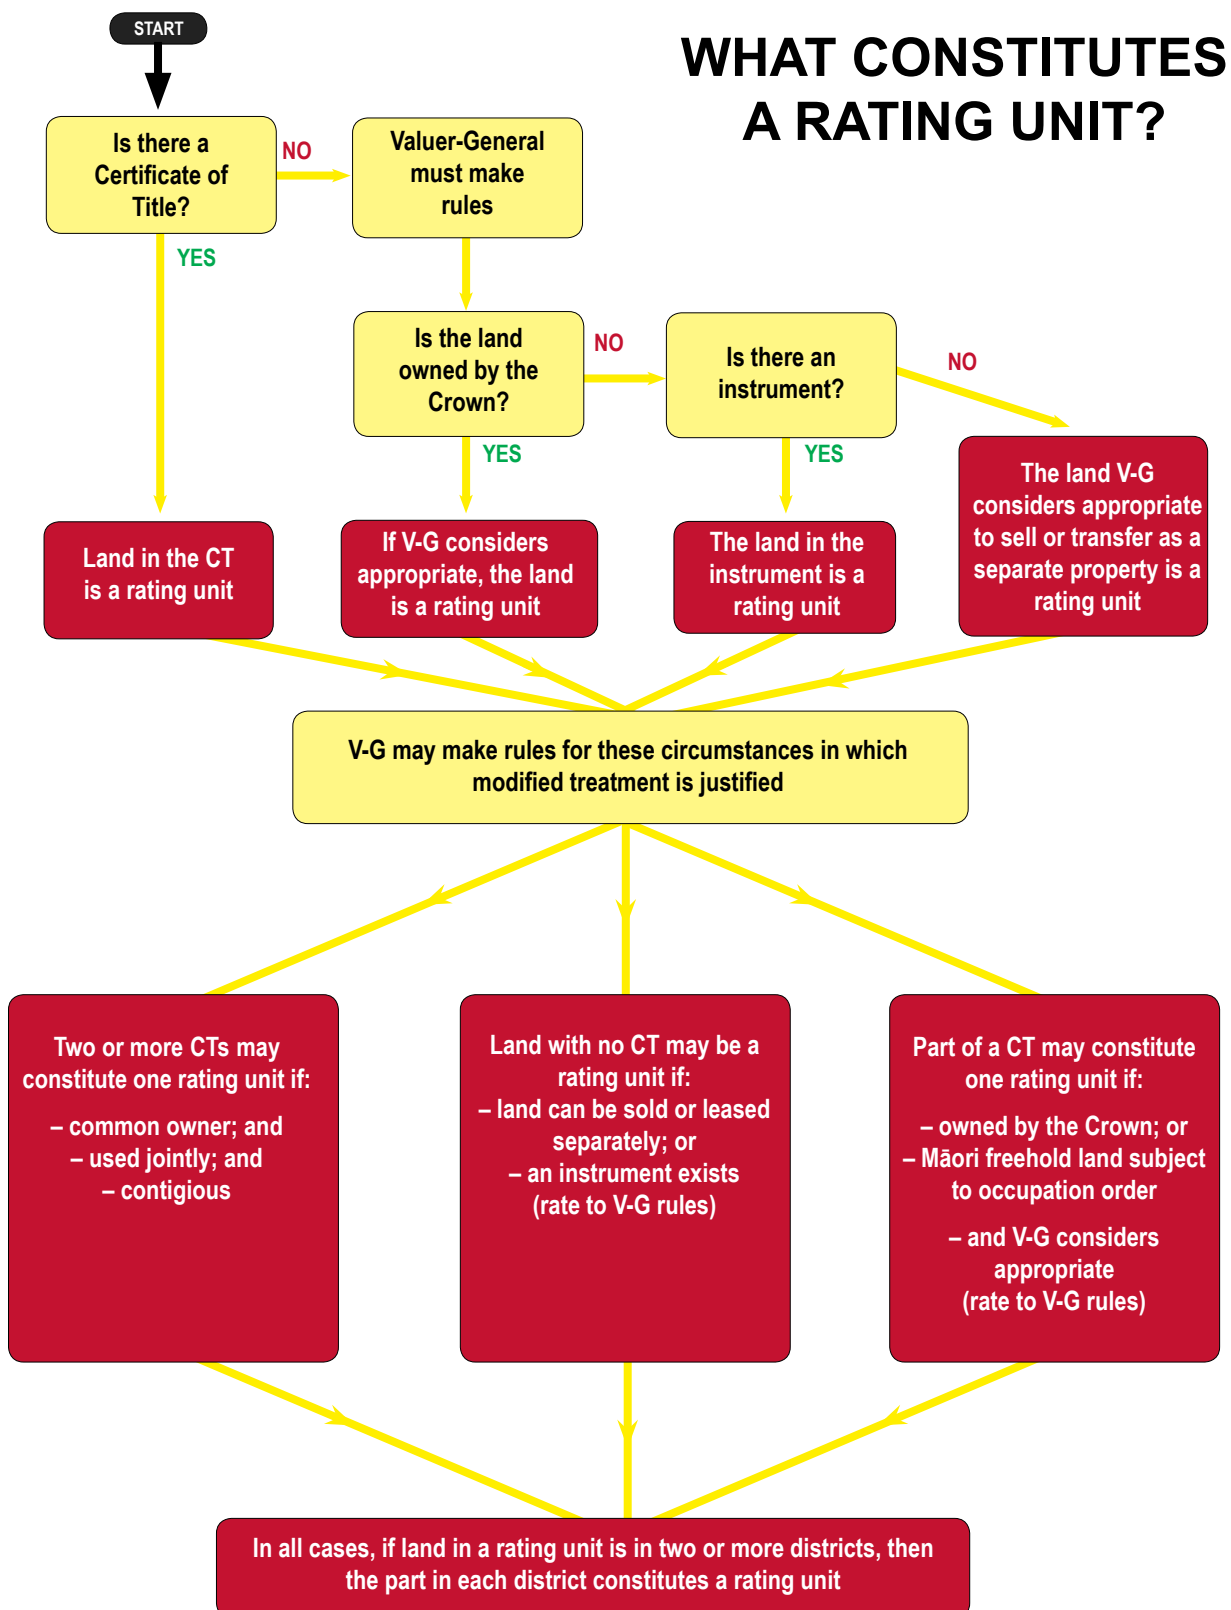 START
WHAT CONSTITUTES
A RATING UNIT?
Is there a
Certificate of
Title?
NO
Valuer-General
must make
rules
YES
Is the land
owned by the
Crown?
NO
Is there an
instrument?
NO
YES
YES
Land in the CT
is a rating unit
If V-G considers
appropriate, the land
is a rating unit
The land in the
instrument is a
rating unit
The land V-G
considers appropriate
to sell or transfer as a
separate property is a
rating unit
V-G may make rules for these circumstances in which
modified treatment is justified
Two or more CTs may
constitute one rating unit if:
– common owner; and
– used jointly; and
– contigious
Land with no CT may be a
rating unit if:
– land can be sold or leased
separately; or
– an instrument exists
(rate to V-G rules)
Part of a CT may constitute
one rating unit if:
– owned by the Crown; or
– Māori freehold land subject
to occupation order
– and V-G considers
appropriate
(rate to V-G rules)
In all cases, if land in a rating unit is in two or more districts, then
the part in each district constitutes a rating unit